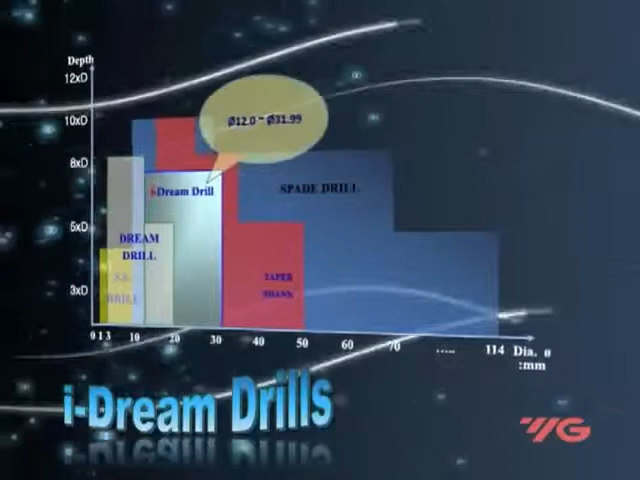 Depth
12xD
10xD
Ø12.0 ~ Ø31.99
8xD
i-Dream Drill
SPADE DRILL
5xD
DREAM
DRILL
S.S.
DRILL
TAPER
SHANK
3xD
0 1 3 10 20 30 40 50 60 70 ..... 114 Dia. ø
:mm
i-Dream Drills
YG